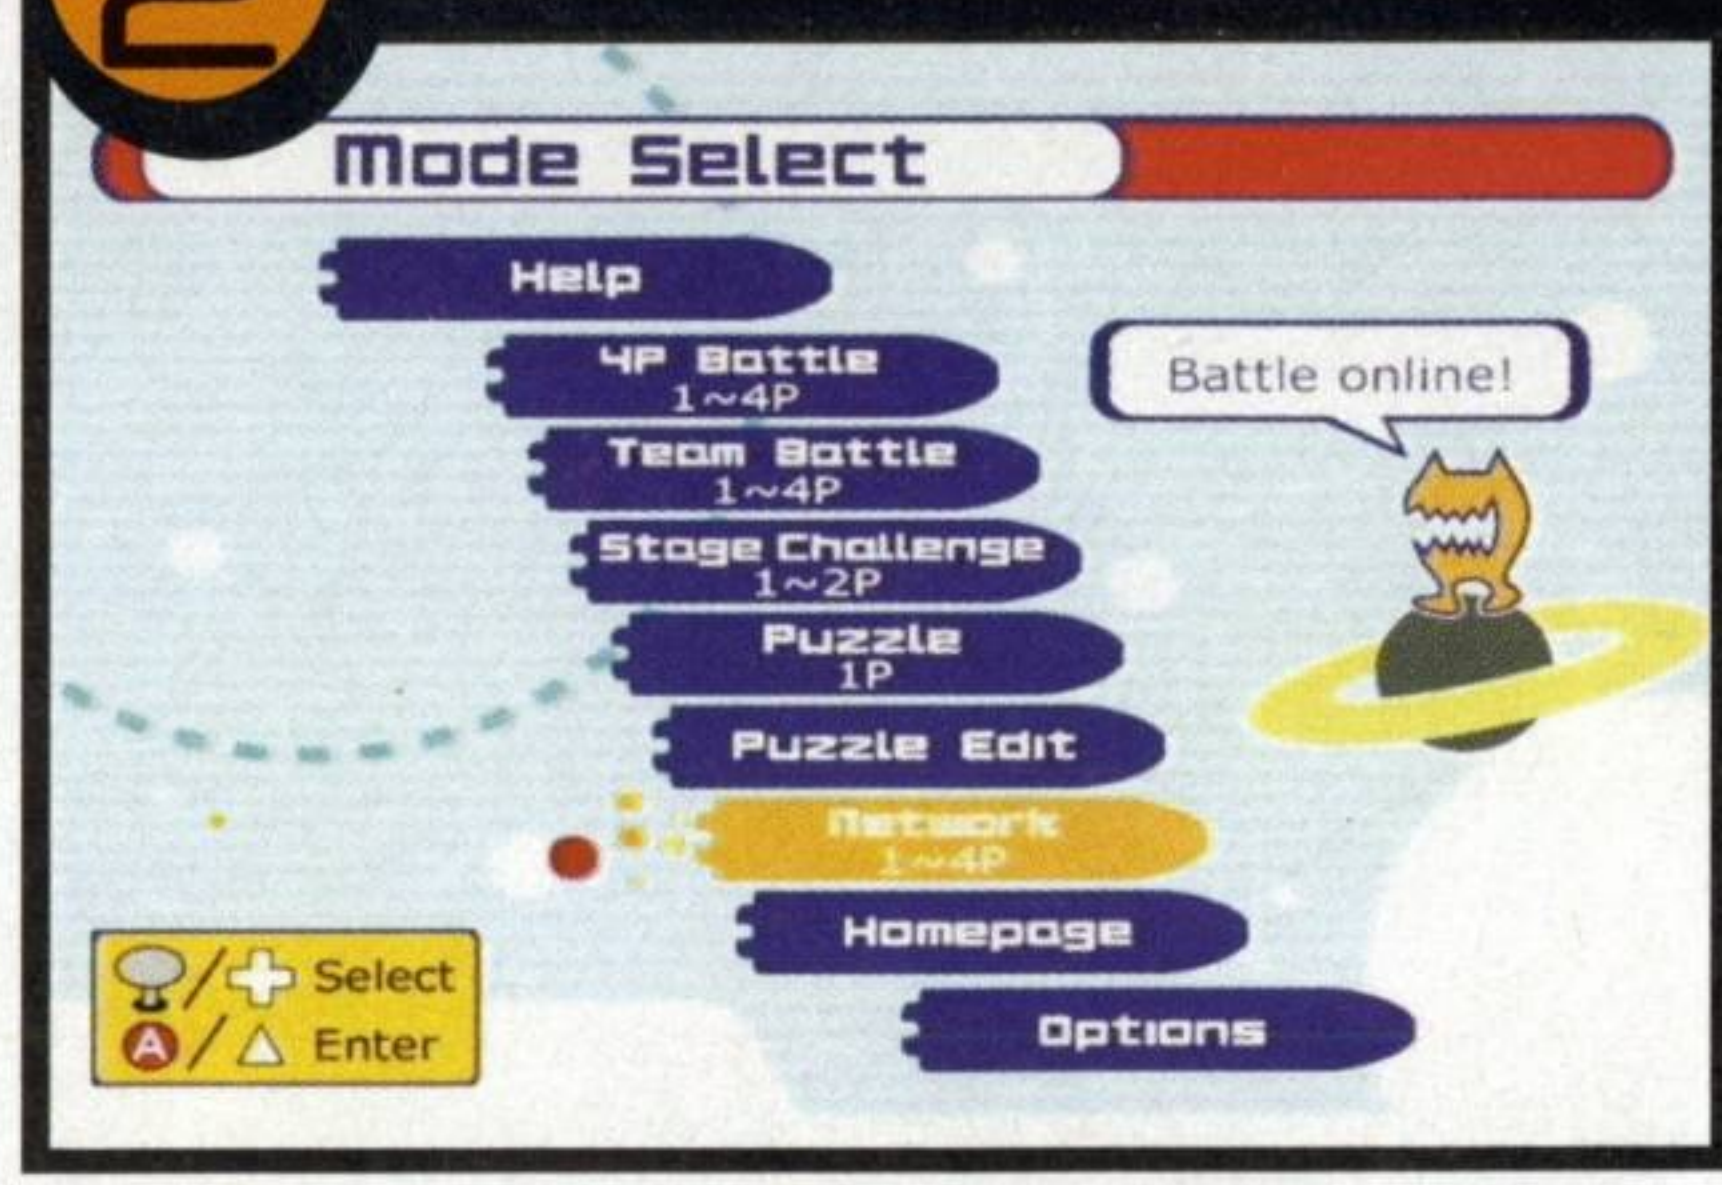 Mode Select
Help
4P Battle
1~4P
Team Battle
1~4P
Stage Challenge
1~2P
Puzzle
1P
Puzzle Edit
Network
1~4P
Homepage
Options
Battle online!
/ Select
A / △ Enter